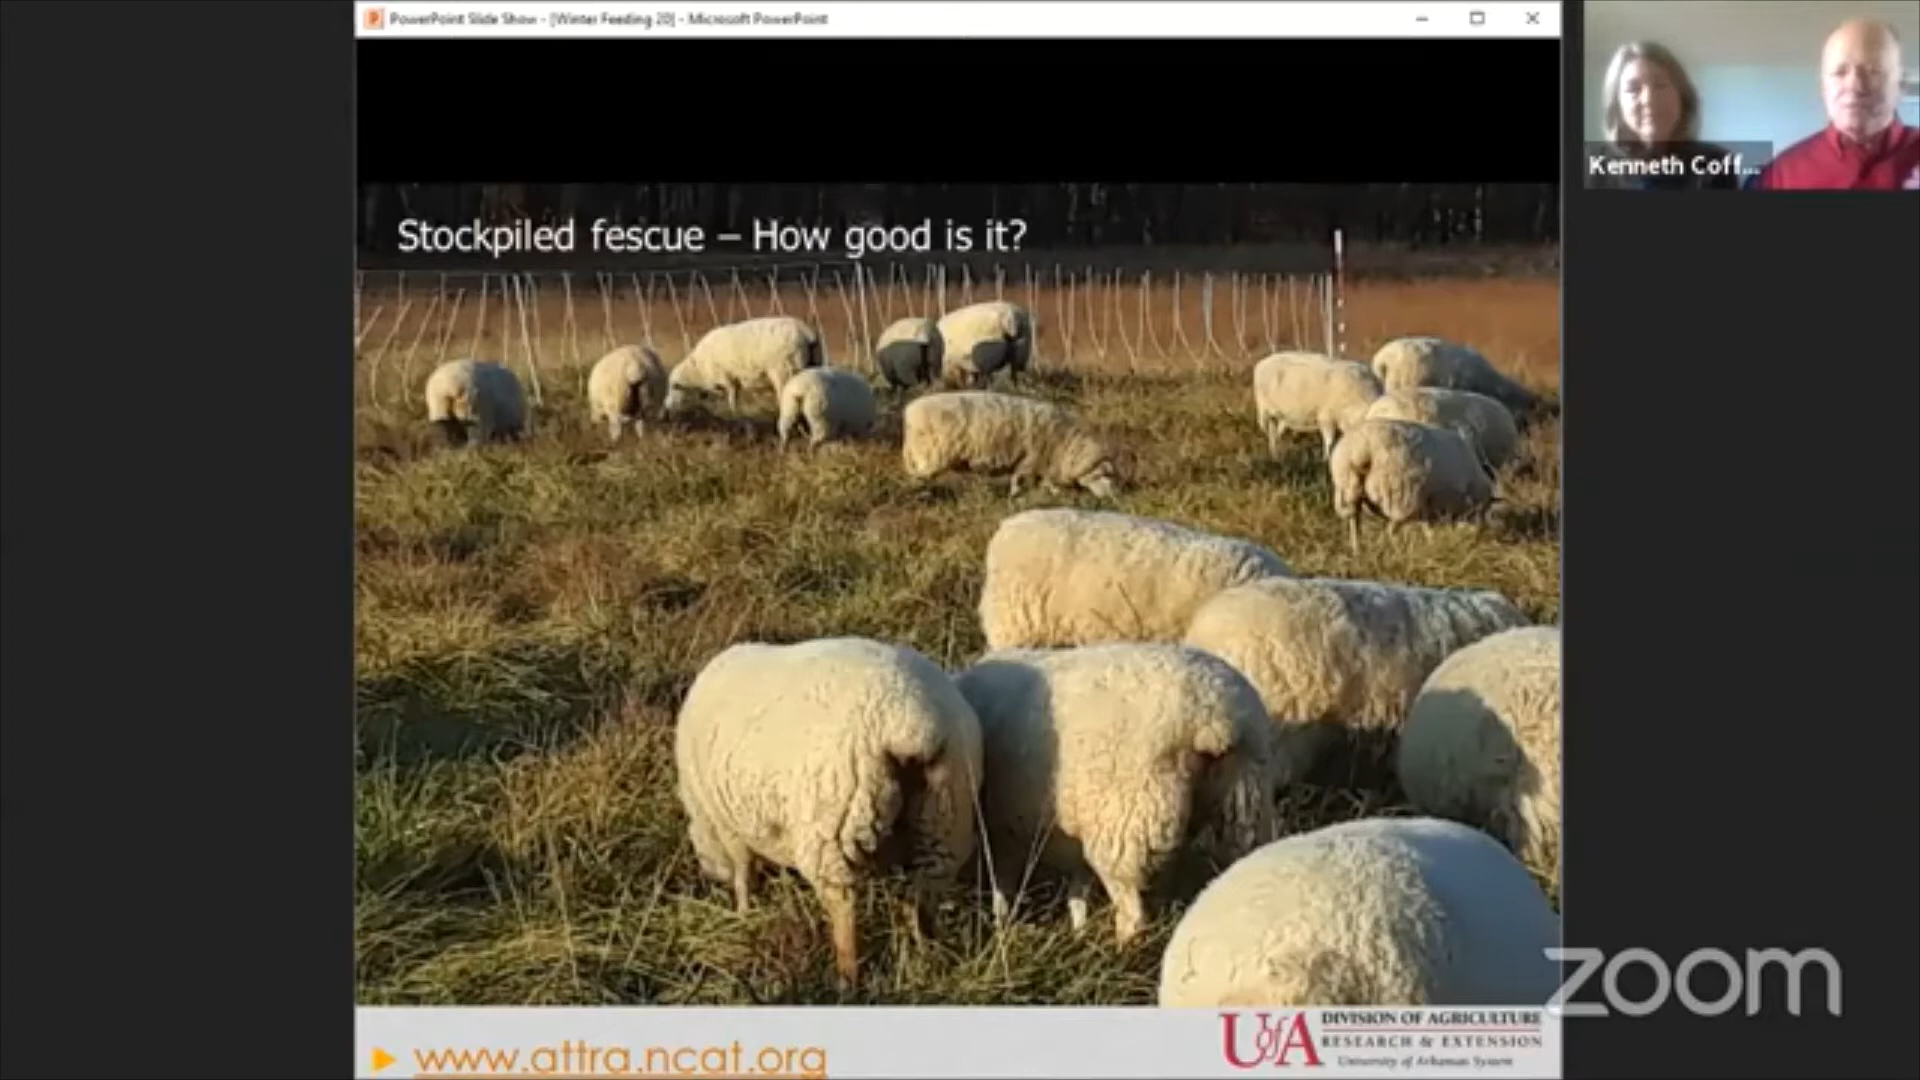 PowerPoint Slide Show - [Winter Feeding 20] - Microsoft PowerPoint
Kenneth Coff...
Stockpiled fescue – How good is it?
zoom
www.attra.ncat.org
UofA
DIVISION OF AGRICULTURE
RESEARCH & EXTENSION
University of Arkansas System